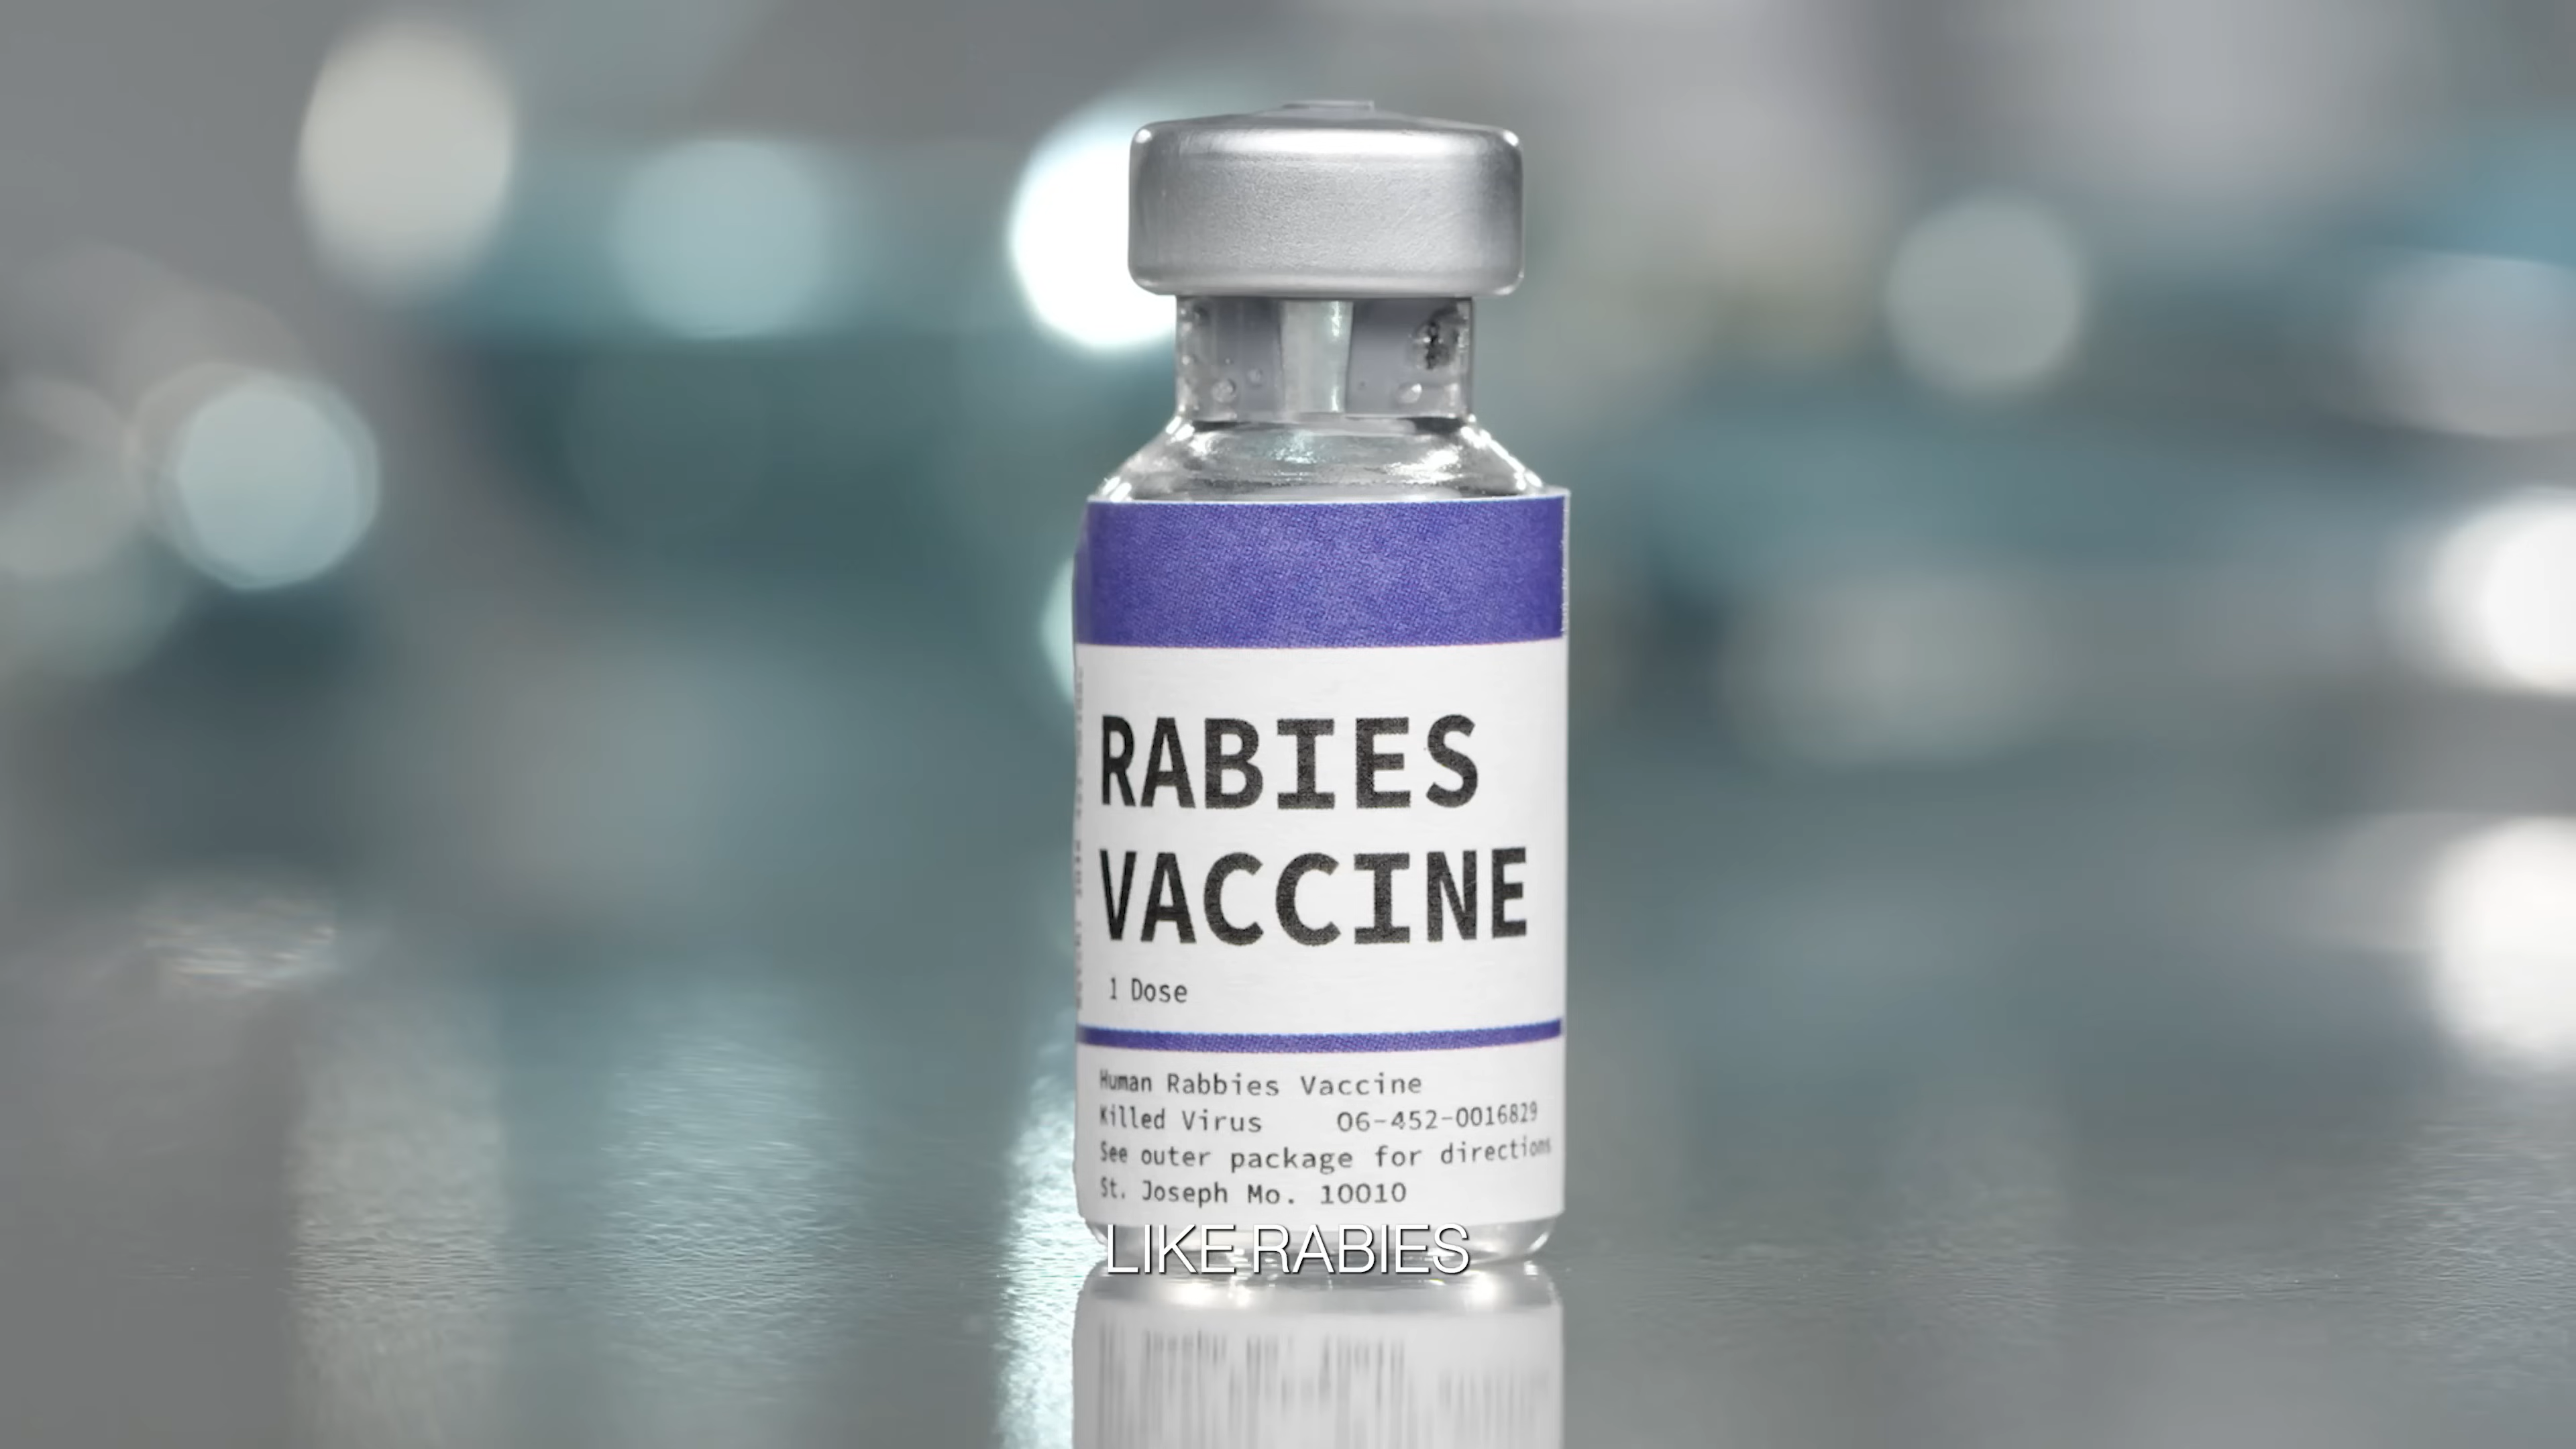 RABIES
VACCINE
1 Dose
Human Rabbies Vaccine
Killed Virus 06-452-0016829
See outer package for directions
St. Joseph Mo. 10010
LIKE RABIES